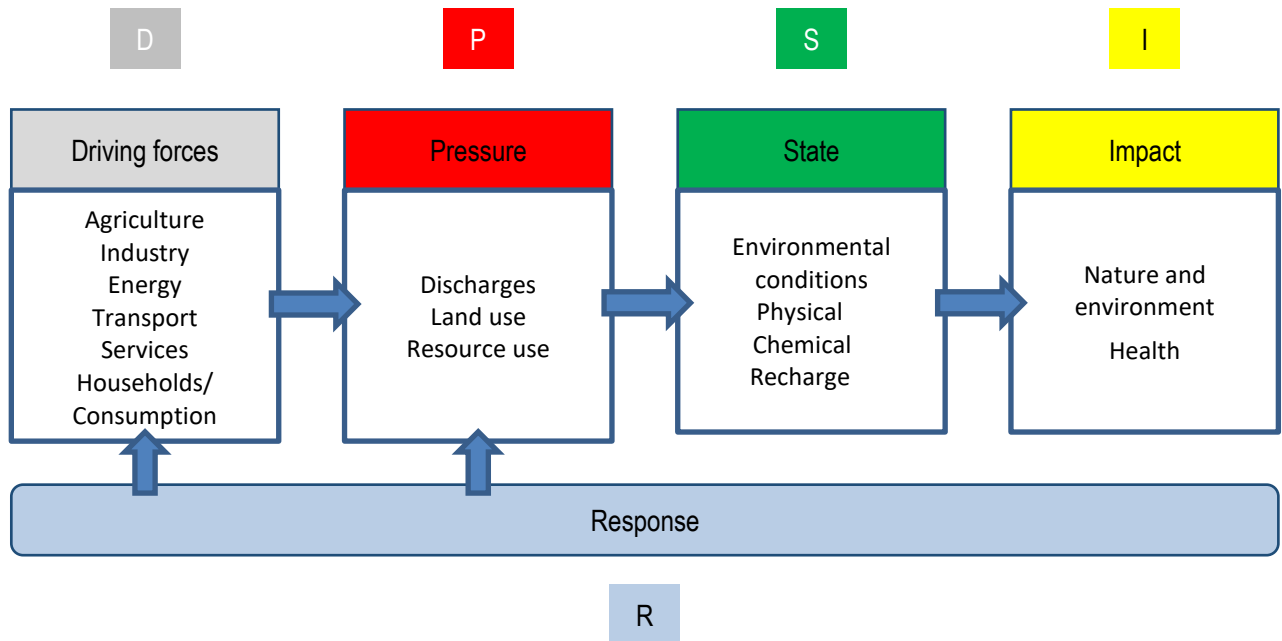 D
P
S
I
Driving forces
Pressure
State
Impact
Agriculture
Industry
Energy
Transport
Services
Households/
Consumption
Discharges
Land use
Resource use
Environmental
conditions
Physical
Chemical
Recharge
Nature and
environment
Health
Response
R